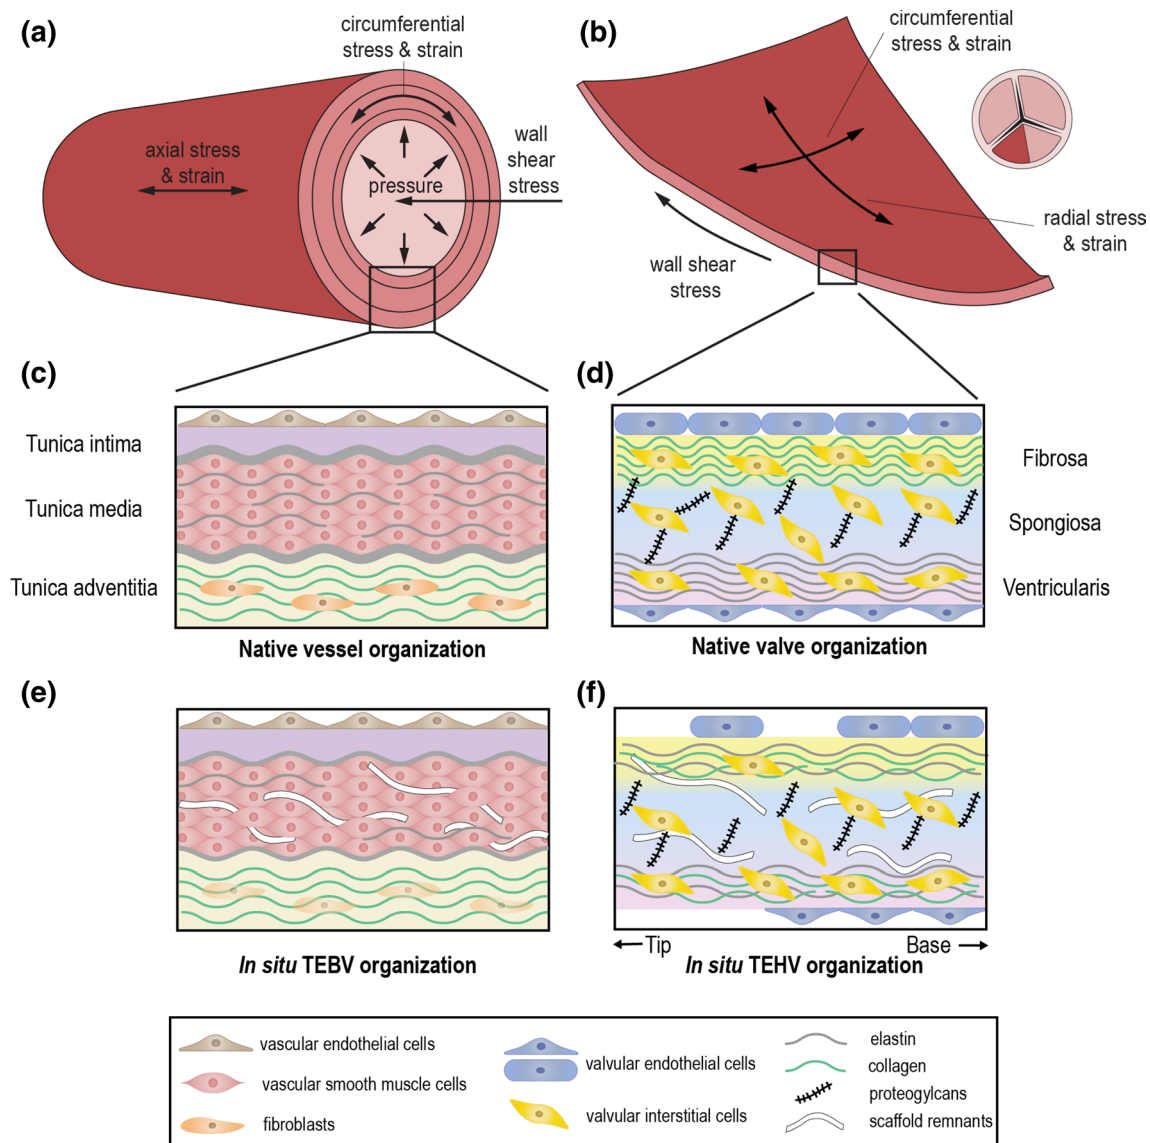 (a)
circumferential
stress & strain
axial stress
& strain
pressure
wall
shear
stress
(b)
circumferential
stress & strain
radial stress
& strain
wall shear
stress
(c)
Tunica intima
Tunica media
Tunica adventitia
Native vessel organization
(d)
Fibrosa
Spongiosa
Ventricularis
Native valve organization
(e)
In situ TEBV organization
(f)
Tip
Base
In situ TEHV organization
vascular endothelial cells
vascular smooth muscle cells
fibroblasts
valvular endothelial cells
valvular interstitial cells
elastin
collagen
proteogylcans
scaffold remnants